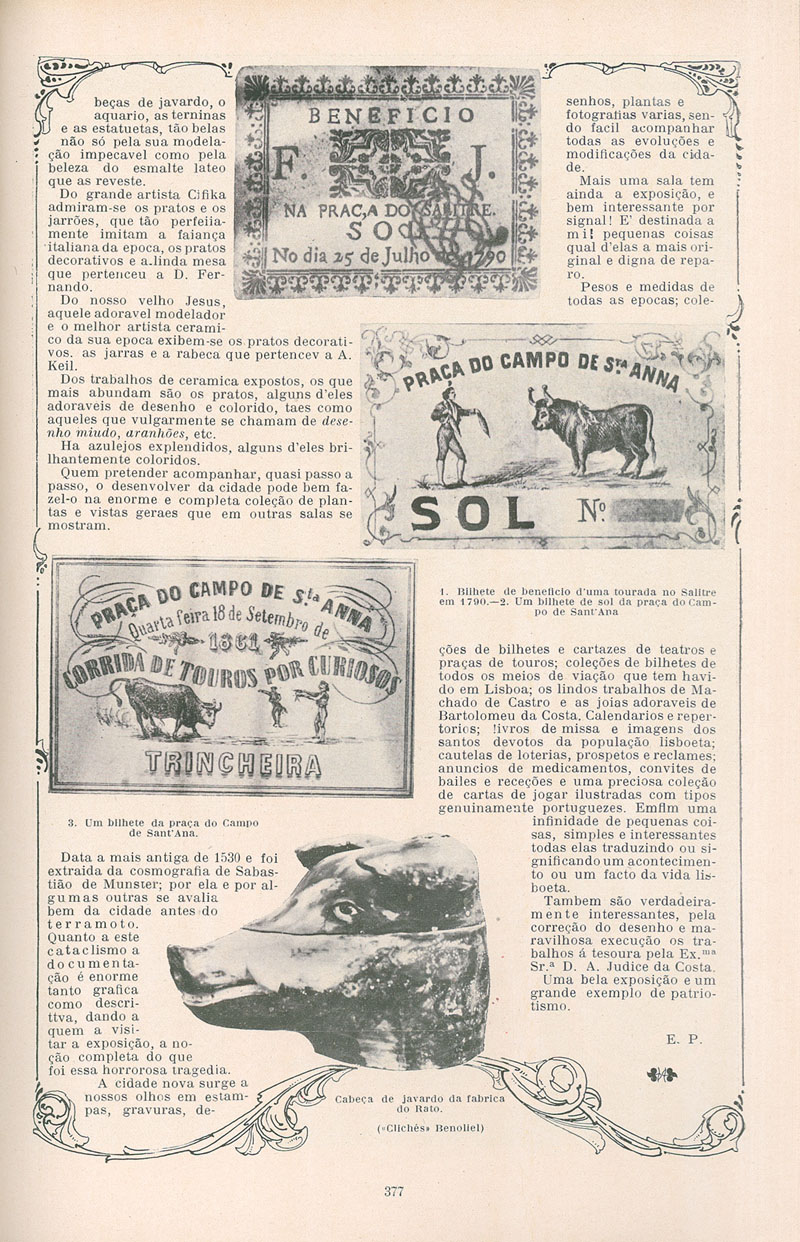 beças de javardo, o
aquario, as terninas
e as estatuetas, tão belas
não só pela sua modela-
ção impecavel como pela
beleza do esmalte lateo
que as reveste.
Do grande artista Cifika
admiram-se os pratos e os
jarrões, que tão perfeiia-
mente imitam a faiança
italiana da epoca, os pratos
decorativos e a linda mesa
que pertenceu a D. Fer-
nando.
Do nosso velho Jesus,
aquele adoravel modelador
e o melhor artista cerami-
co da sua epoca exibem-se os pratos decorati-
vos. as jarras e a rabeca que pertencev a A.
Keil.
Dos trabalhos de ceramica expostos, os que
mais abundam são os pratos, alguns d'eles
adoraveis de desenho e colorido, taes como
aqueles que vulgarmente se chamam de dese-
nho miudo, aranhões, etc.
Ha azulejos explendidos, alguns d'eles bri-
lhantemente coloridos.
Quem pretender acompanhar, quasi passo a
passo, o desenvolver da cidade pode bem fa-
zel-o na enorme e completa coleção de plan-
tas e vistas geraes que em outras salas se
mostram.
BENEFICIO
F. J.
NA PRAC,A DO SALITRE.
SOL
No dia 25 de Julho de 1790
PRAÇA DO CAMPO DE Sta ANNA
SOL Nº
1. Bilhete de beneficio d'uma tourada no Salitre
em 1790.—2. Um bilhete de sol da praça do Cam-
po de Sant'Ana
PRAÇA DO CAMPO DE S.ta ANNA
Quarta feira 18 de Setembro de
1861
CORRIDA DE TOUROS POR CURIOSOS
TRINCHEIRA
3. Um bilhete da praça do Campo
de Sant'Ana.
Data a mais antiga de 1530 e foi
extraida da cosmografia de Sabas-
tião de Munster; por ela e por al-
gumas outras se avalia
bem da cidade antes do
terramoto.
Quanto a este
cataclismo a
documenta-
ção é enorme
tanto grafica
como descri-
ttva, dando a
quem a visi-
tar a exposição, a no-
ção completa do que
foi essa horrorosa tragedia.
A cidade nova surge a
nossos olhos em estam-
pas, gravuras, de-
senhos, plantas e
fotografias varias, sen-
do facil acompanhar
todas as evoluções e
modificações da cida-
de.
Mais uma sala tem
ainda a exposição, e
bem interessante por
signal! E' destinada a
mil pequenas coisas
qual d'elas a mais ori-
ginal e digna de repa-
ro.
Pesos e medidas de
todas as epocas; cole-
ções de bilhetes e cartazes de teatros e
praças de touros; coleções de bilhetes de
todos os meios de viação que tem havi-
do em Lisboa; os lindos trabalhos de Ma-
chado de Castro e as joias adoraveis de
Bartolomeu da Costa. Calendarios e reper-
torios; livros de missa e imagens dos
santos devotos da população lisboeta;
cautelas de loterias, prospetos e reclames;
anuncios de medicamentos, convites de
bailes e receções e uma preciosa coleção
de cartas de jogar ilustradas com tipos
genuinamente portuguezes. Emfim uma
infinidade de pequenas coi-
sas, simples e interessantes
todas elas traduzindo ou si-
gnificando um acontecimen-
to ou um facto da vida lis-
boeta.
Tambem são verdadeira-
mente interessantes, pela
correção do desenho e ma-
ravilhosa execução os tra-
balhos á tesoura pela Ex.ma
Sr.a D. A. Judice da Costa.
Uma bela exposição e um
grande exemplo de patrio-
tismo.
E. P.
Cabeça de javardo da fabrica
do Rato.
(«Clichés» Benoliel)
377